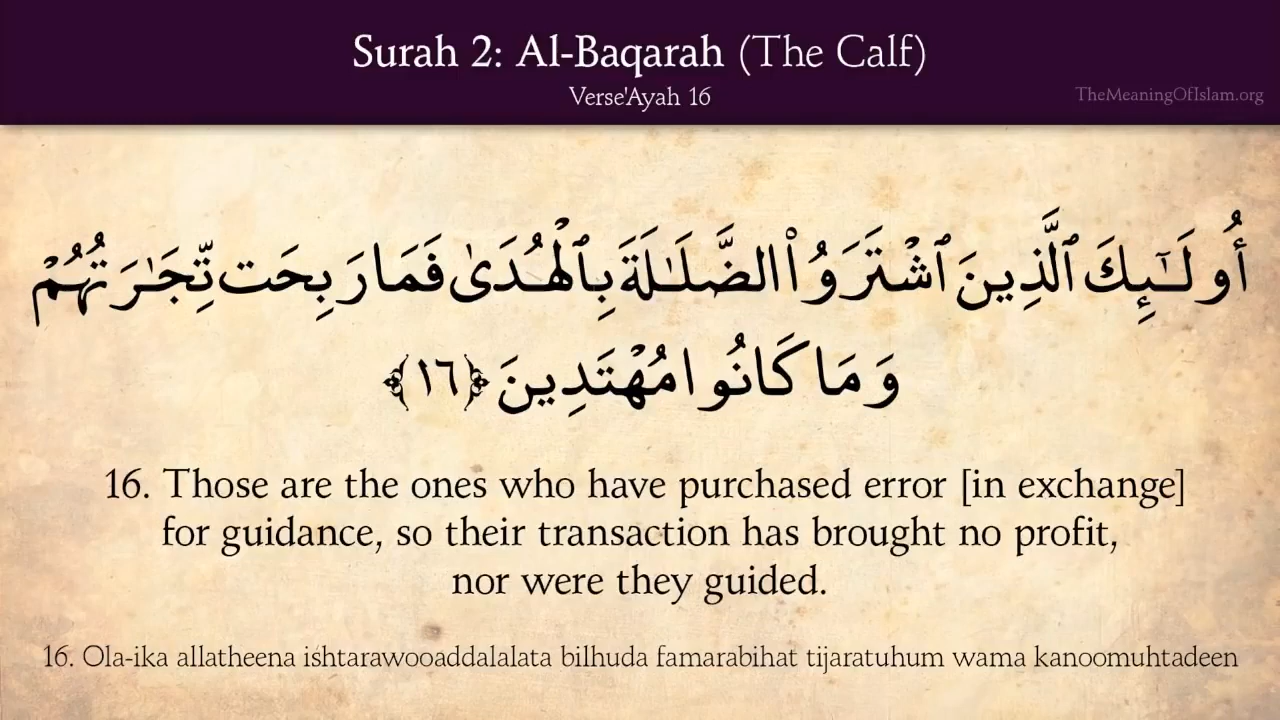 Surah 2: Al-Baqarah (The Calf)
Verse'Ayah 16
TheMeaningOfIslam.org
أُو۟لَـٰٓئِكَ ٱلَّذِينَ ٱشْتَرَوُا۟ الضَّلَـٰلَةَ بِٱلْهُدَىٰ فَمَا رَبِحَت تِّجَـٰرَتُهُمْ
وَمَا كَانُوا مُهْتَدِينَ ﴿١٦﴾
16. Those are the ones who have purchased error [in exchange]
for guidance, so their transaction has brought no profit,
nor were they guided.
16. Ola-ika allatheena ishtarawooaddalalata bilhuda famarabihat tijaratuhum wama kanoomuhtadeen